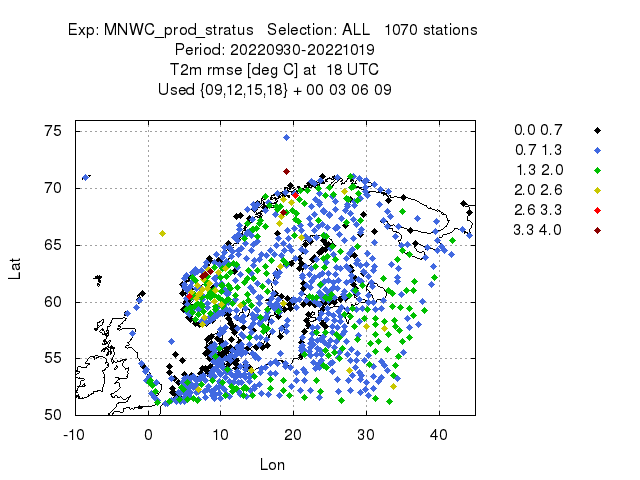 Exp: MNWC_prod_stratus   Selection: ALL   1070 stations
Period: 20220930-20221019
T2m rmse [deg C] at  18 UTC
Used {09,12,15,18} + 00 03 06 09
0.0 0.7
0.7 1.3
1.3 2.0
2.0 2.6
2.6 3.3
3.3 4.0
75
70
65
60
55
50
Lat
-10 0 10 20 30 40
Lon